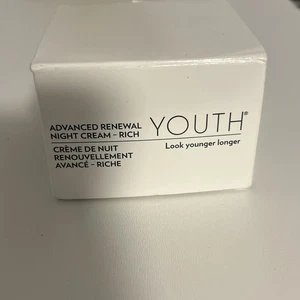 ADVANCED RENEWAL
NIGHT CREAM – RICH
CRÈME DE NUIT
RENOUVELLEMENT
AVANCÉ – RICHE
YOUTH®
Look younger longer